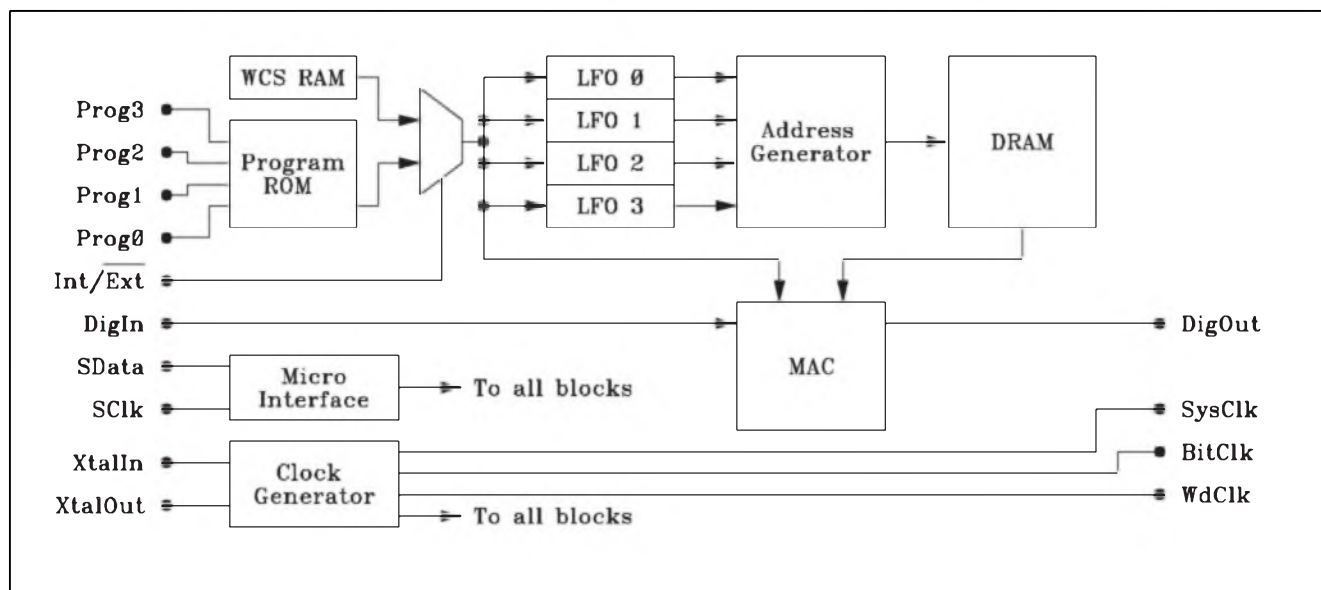 WCS RAM
LFO Ø
Prog3
LFO 1
Address
Generator
DRAM
Prog2
Program
ROM
LFO 2
Prog1
LFO 3
ProgØ
Int/Ext
DigIn
DigOut
MAC
SData
Micro
Interface
To all blocks
SClk
SysClk
XtalIn
Clock
Generator
BitClk
XtalOut
WdClk
To all blocks